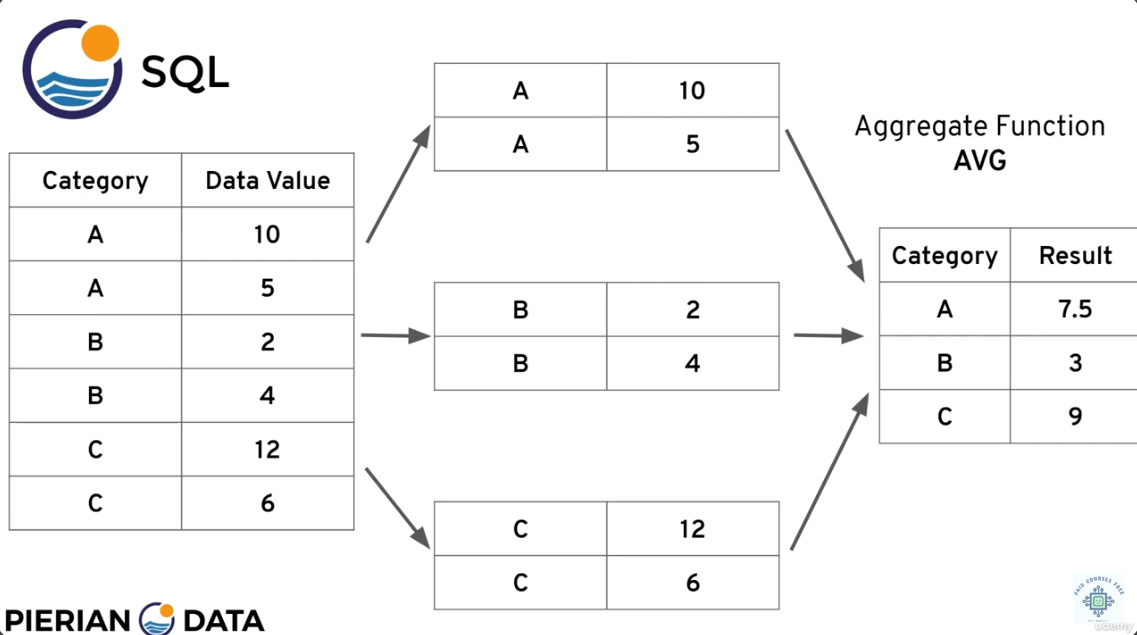 SQL
Category Data Value
A 10
A 5
B 2
B 4
C 12
C 6
A 10
A 5
B 2
B 4
C 12
C 6
Aggregate Function
AVG
Category Result
A 7.5
B 3
C 9
PIERIAN DATA
PAID COURSES FREE
udemy